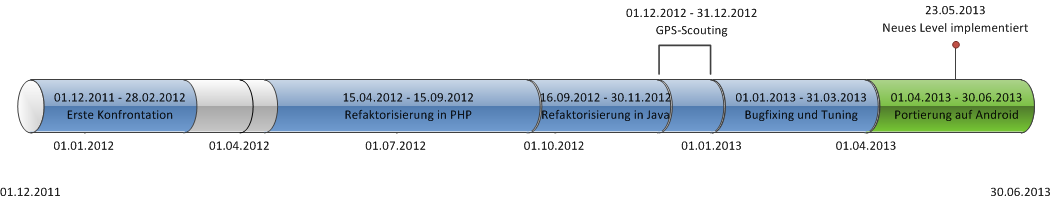 01.12.2012 - 31.12.2012
GPS-Scouting
23.05.2013
Neues Level implementiert
01.12.2011 - 28.02.2012
Erste Konfrontation
15.04.2012 - 15.09.2012
Refaktorisierung in PHP
16.09.2012 - 30.11.2012
Refaktorisierung in Java
01.01.2013 - 31.03.2013
Bugfixing und Tuning
01.04.2013 - 30.06.2013
Portierung auf Android
01.01.2012
01.04.2012
01.07.2012
01.10.2012
01.01.2013
01.04.2013
01.12.2011
30.06.2013